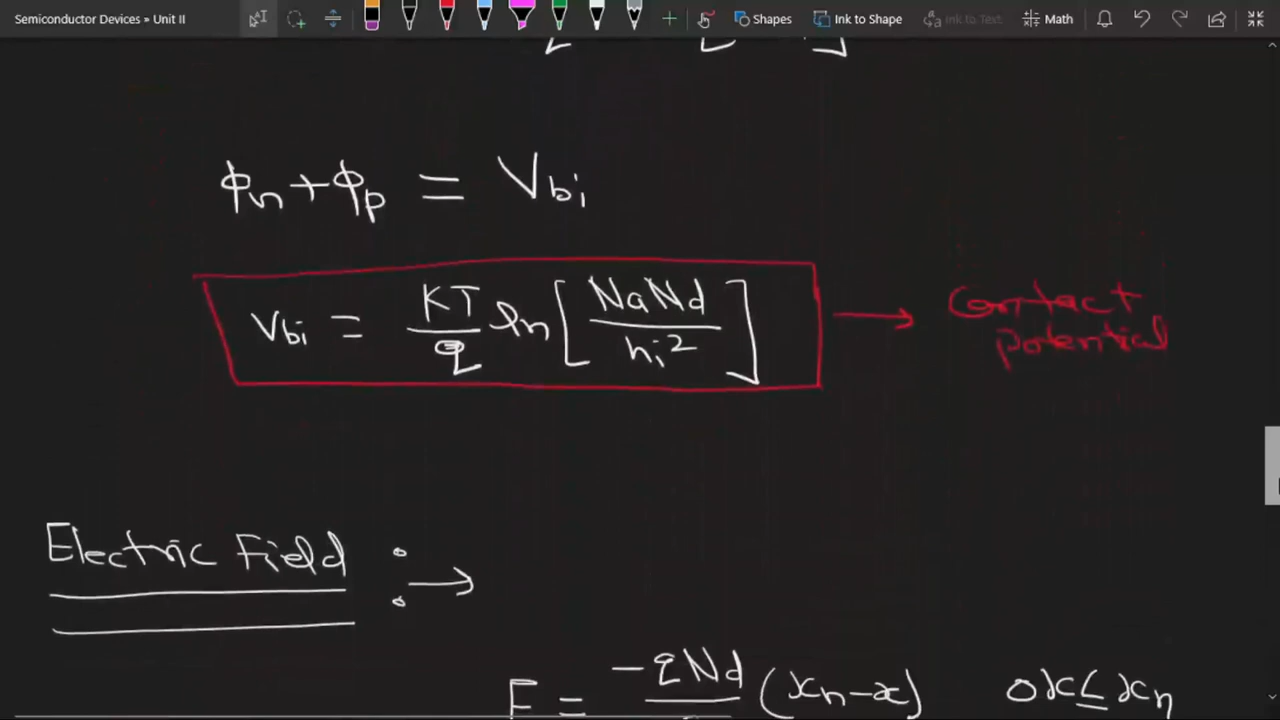 Semiconductor Devices » Unit II
Shapes
Ink to Shape
Ink to Text
Math
ϕn+ϕp = Vbi
Vbi = KT/q ln[NaNd/ni²]
Contact
potential
Electric Field :→
E = -qNd (xn-x) 0≤x≤xn